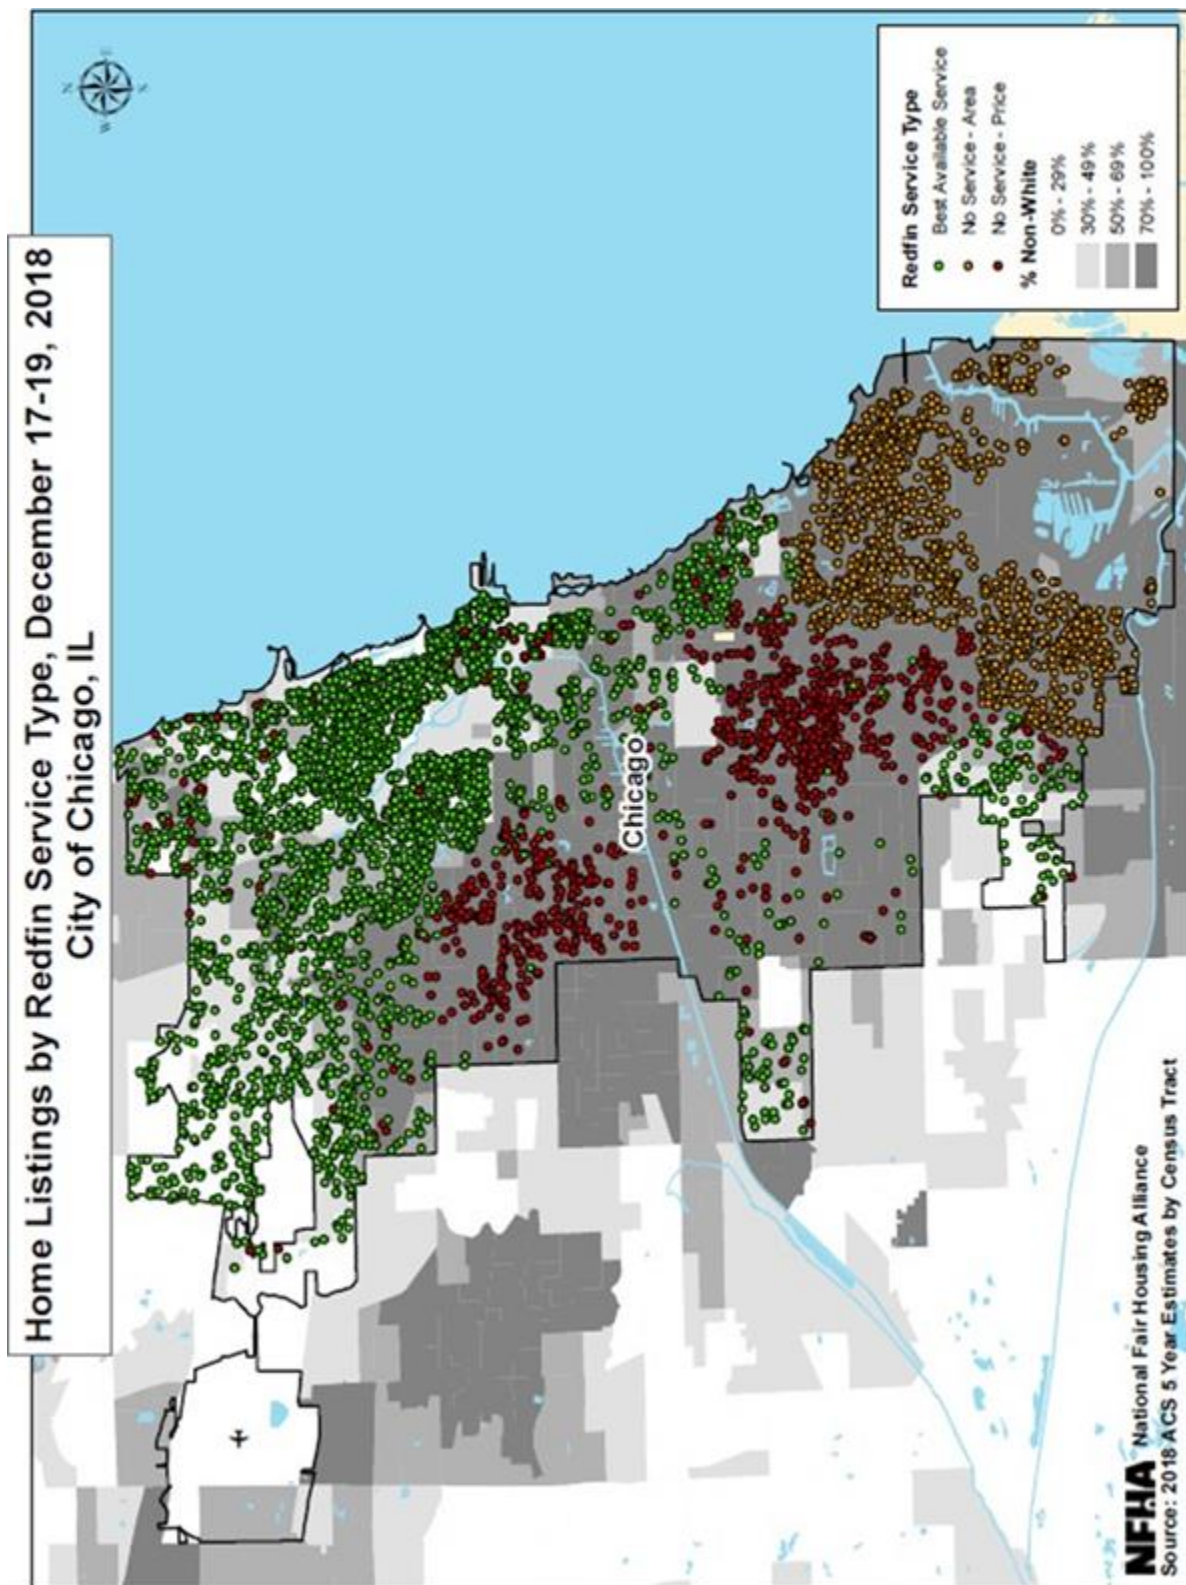 Home Listings by Redfin Service Type, December 17-19, 2018
City of Chicago, IL
N
W
E
S
Chicago
Redfin Service Type
Best Available Service
No Service - Area
No Service - Price
% Non-White
0% - 29%
30% - 49%
50% - 69%
70% - 100%
NFHA National Fair Housing Alliance
Source: 2018 ACS 5 Year Estimates by Census Tract